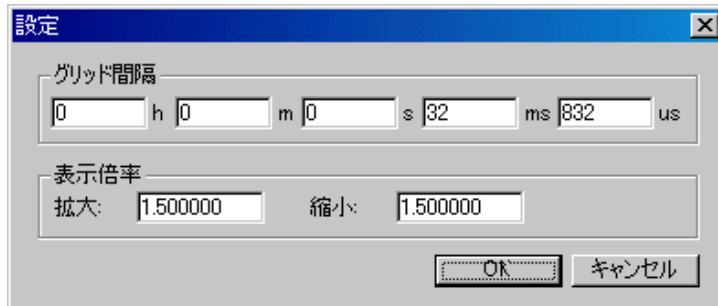 設定
グリッド間隔
0 h 0 m 0 s 32 ms 832 us
表示倍率
拡大: 1.500000 縮小: 1.500000
OK キャンセル